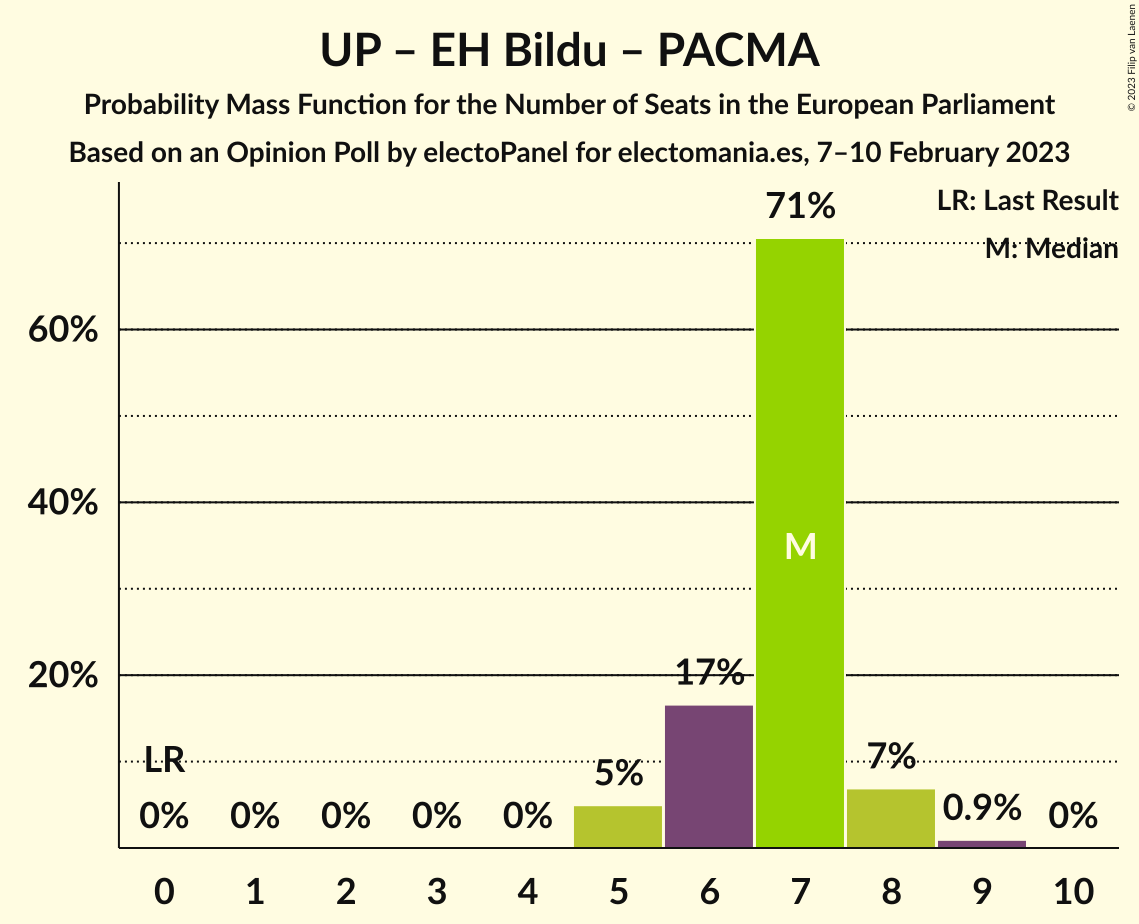 UP – EH Bildu – PACMA
Probability Mass Function for the Number of Seats in the European Parliament
Based on an Opinion Poll by electoPanel for electomania.es, 7–10 February 2023
© 2023 Filip van Laenen
LR: Last Result
M: Median
71%
60%
40%
M
20%
17%
LR
5%
7%
0%
0%
0%
0%
0%
0.9%
0%
0 1 2 3 4 5 6 7 8 9 10